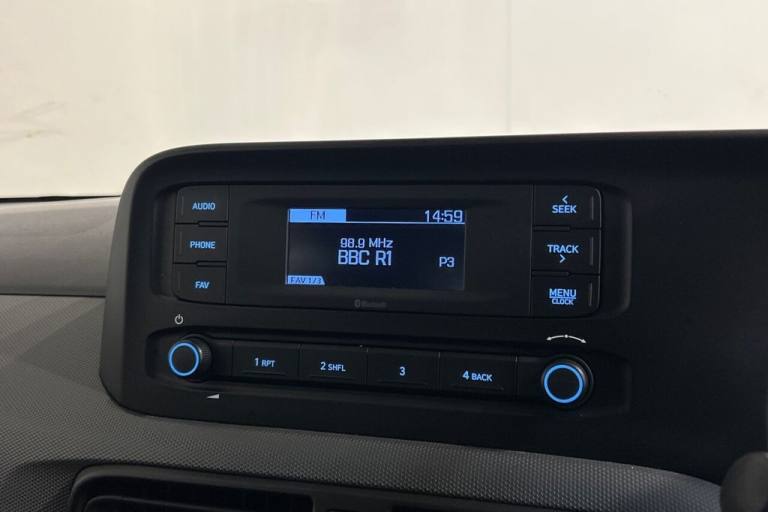 AUDIO
PHONE
FAV
FM 14:59
98.9 MHz
BBC R1 P3
FAV 1/3
Bluetooth
< SEEK
TRACK >
MENU
CLOCK
1 RPT
2 SHFL
3
4 BACK